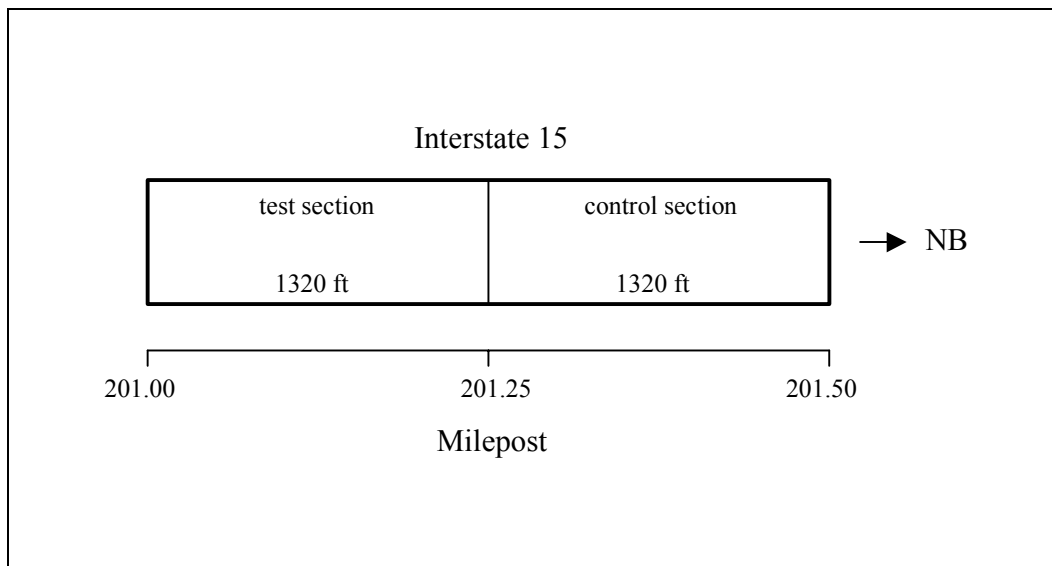 Interstate 15
test section control section
NB
1320 ft 1320 ft
201.00 201.25 201.50
Milepost